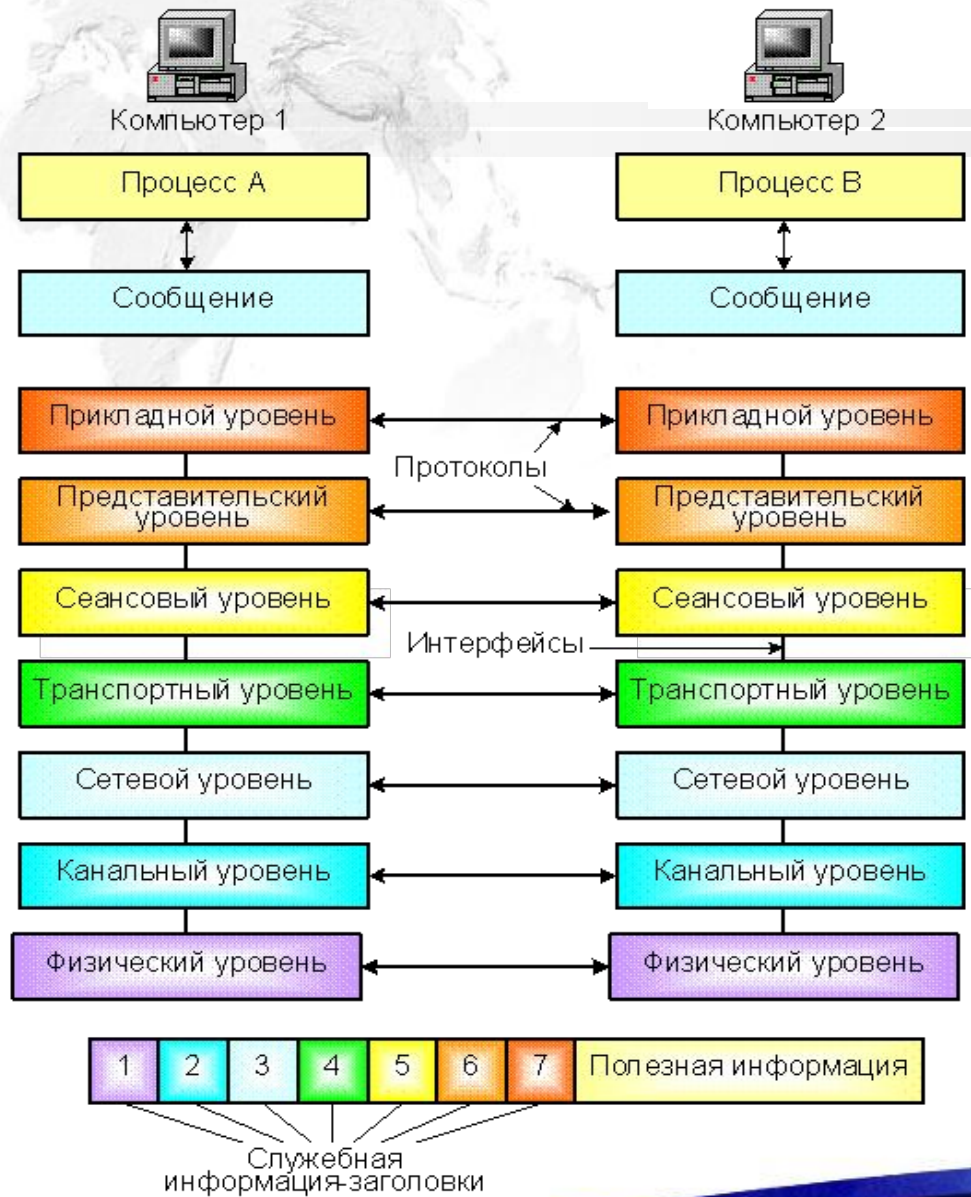 Компьютер 1
Компьютер 2
Процесс А
Процесс В
Сообщение
Сообщение
Прикладной уровень
Прикладной уровень
Протоколы
Представительский
уровень
Представительский
уровень
Сеансовый уровень
Сеансовый уровень
Интерфейсы
Транспортный уровень
Транспортный уровень
Сетевой уровень
Сетевой уровень
Канальный уровень
Канальный уровень
Физический уровень
Физический уровень
1 2 3 4 5 6 7 Полезная информация
Служебная
информация-заголовки